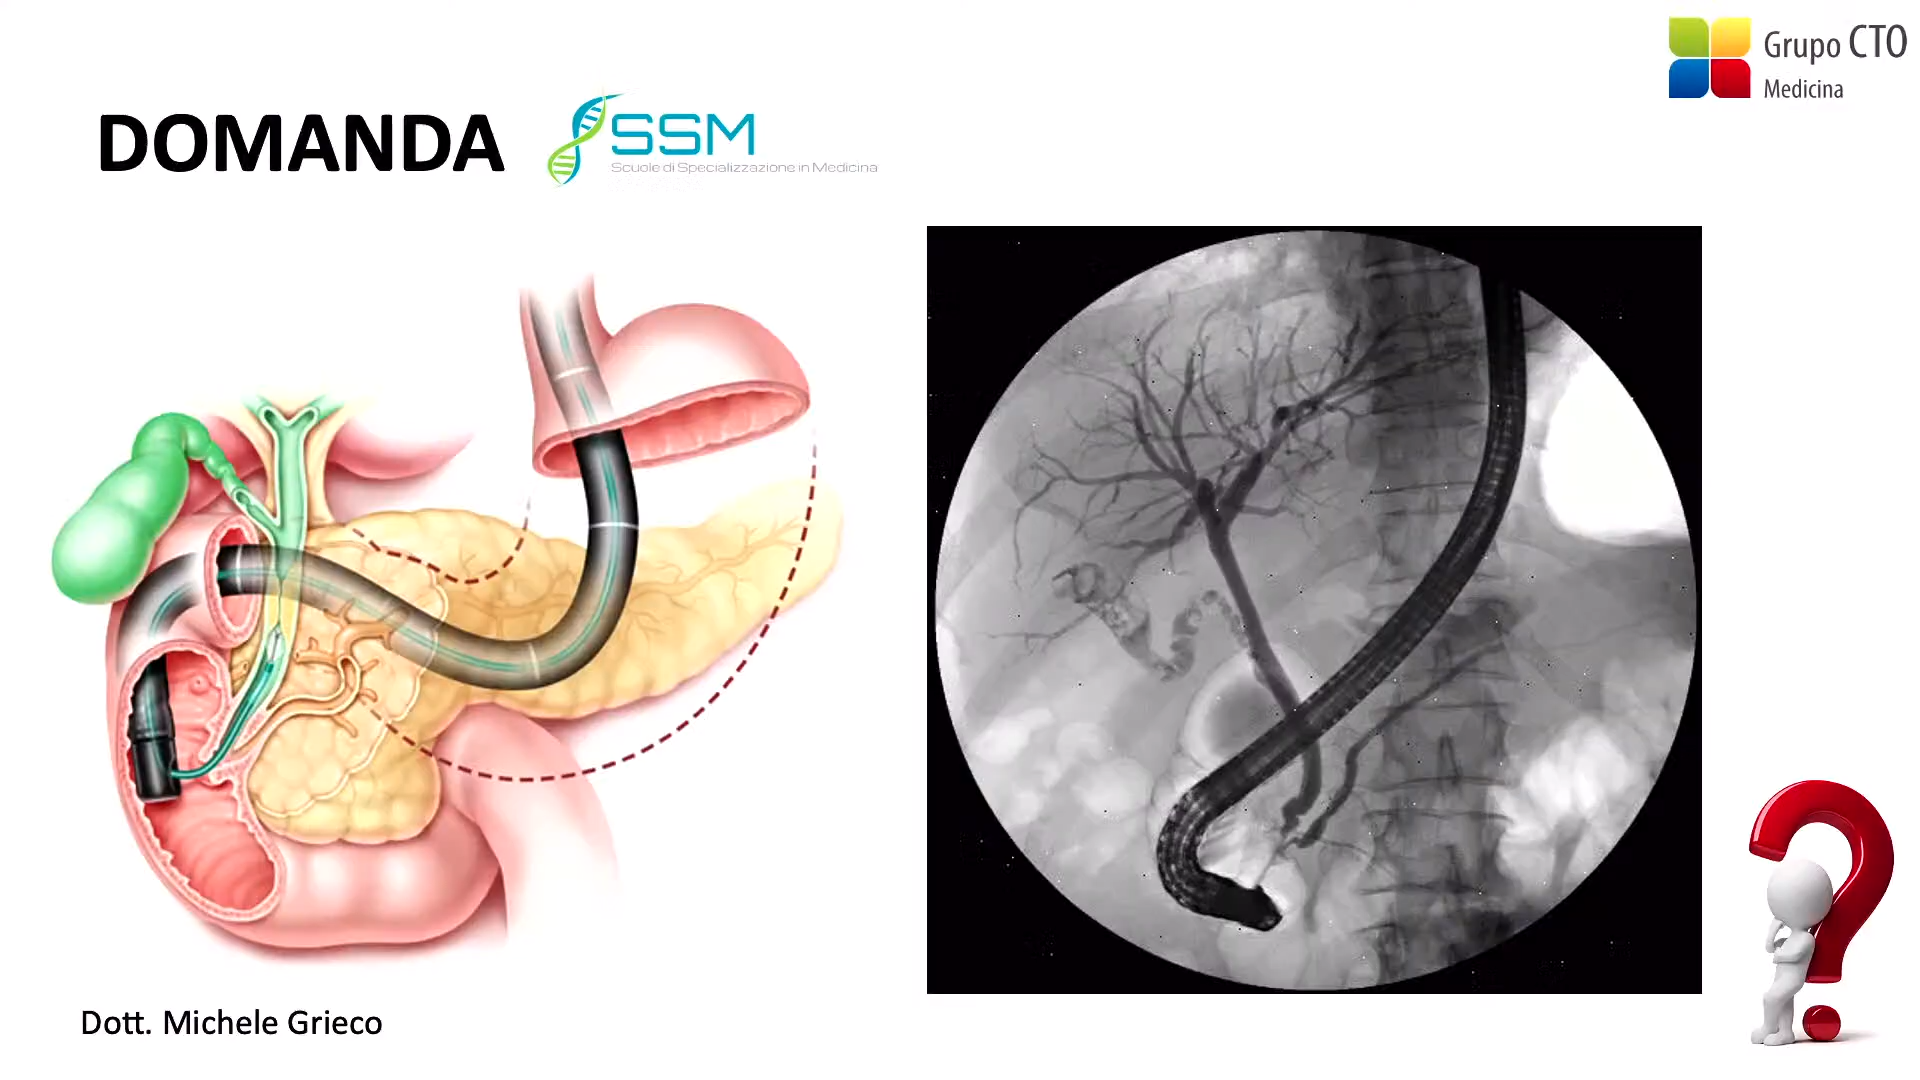 Grupo CTO
Medicina
DOMANDA
SSM
Scuole di Specializzazione in Medicina
Dott. Michele Grieco